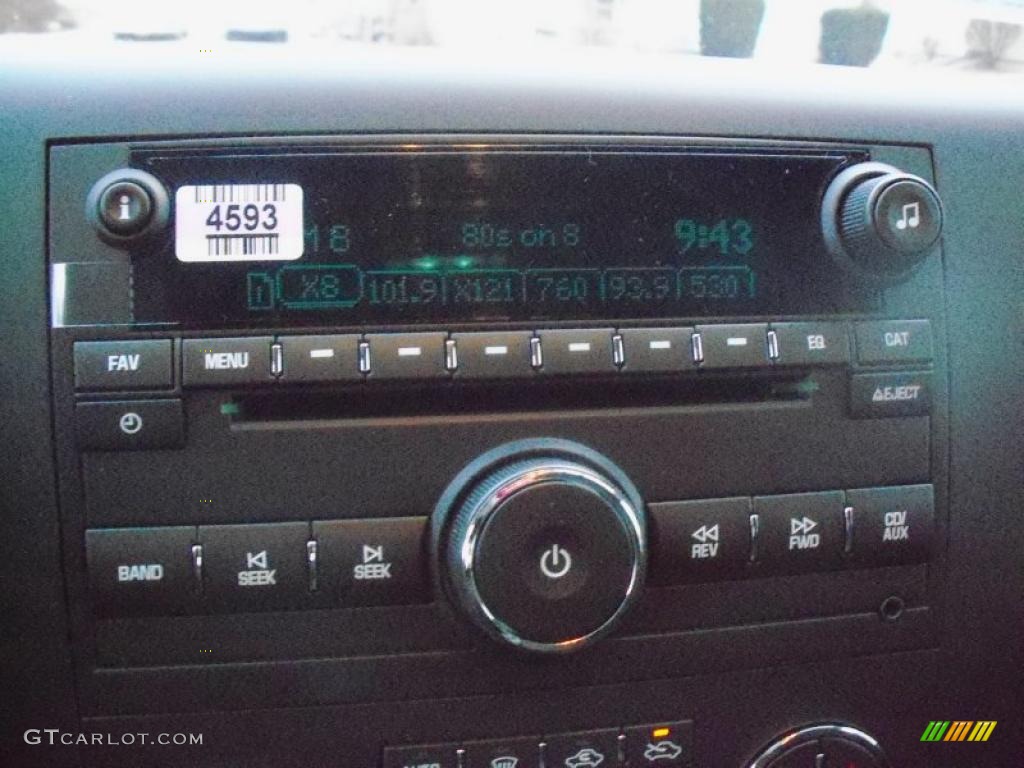 i
4593
M 8
80s on 8
9:43
X8 101.9 X121 760 93.9 530
FAV MENU EQ CAT
EJECT
BAND SEEK SEEK REV FWD CD/AUX
GTCARLOT.COM